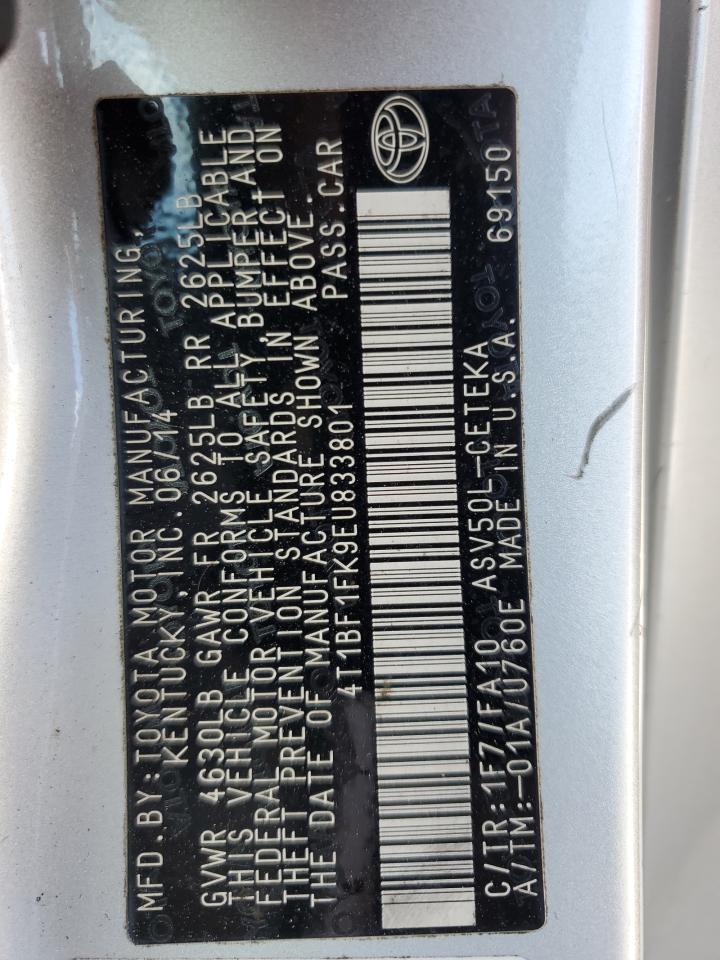 MFD.BY:TOYOTA MOTOR MANUFACTURING,
KENTUCKY, INC. 06/14
GVWR 4630LB GAWR FR 2625LB RR 2625LB
THIS VEHICLE CONFORMS TO ALL APPLICABLE
FEDERAL MOTOR VEHICLE SAFETY, BUMPER AND
THEFT PREVENTION STANDARDS IN EFFECT ON
THE DATE OF MANUFACTURE SHOWN ABOVE.
4T1BF1FK9EU833801 PASS.CAR
C/TR:1F7/FA10 ASV50L-CETEKA
A/TM:-01A/U760E MADE IN U.S.A. 69150